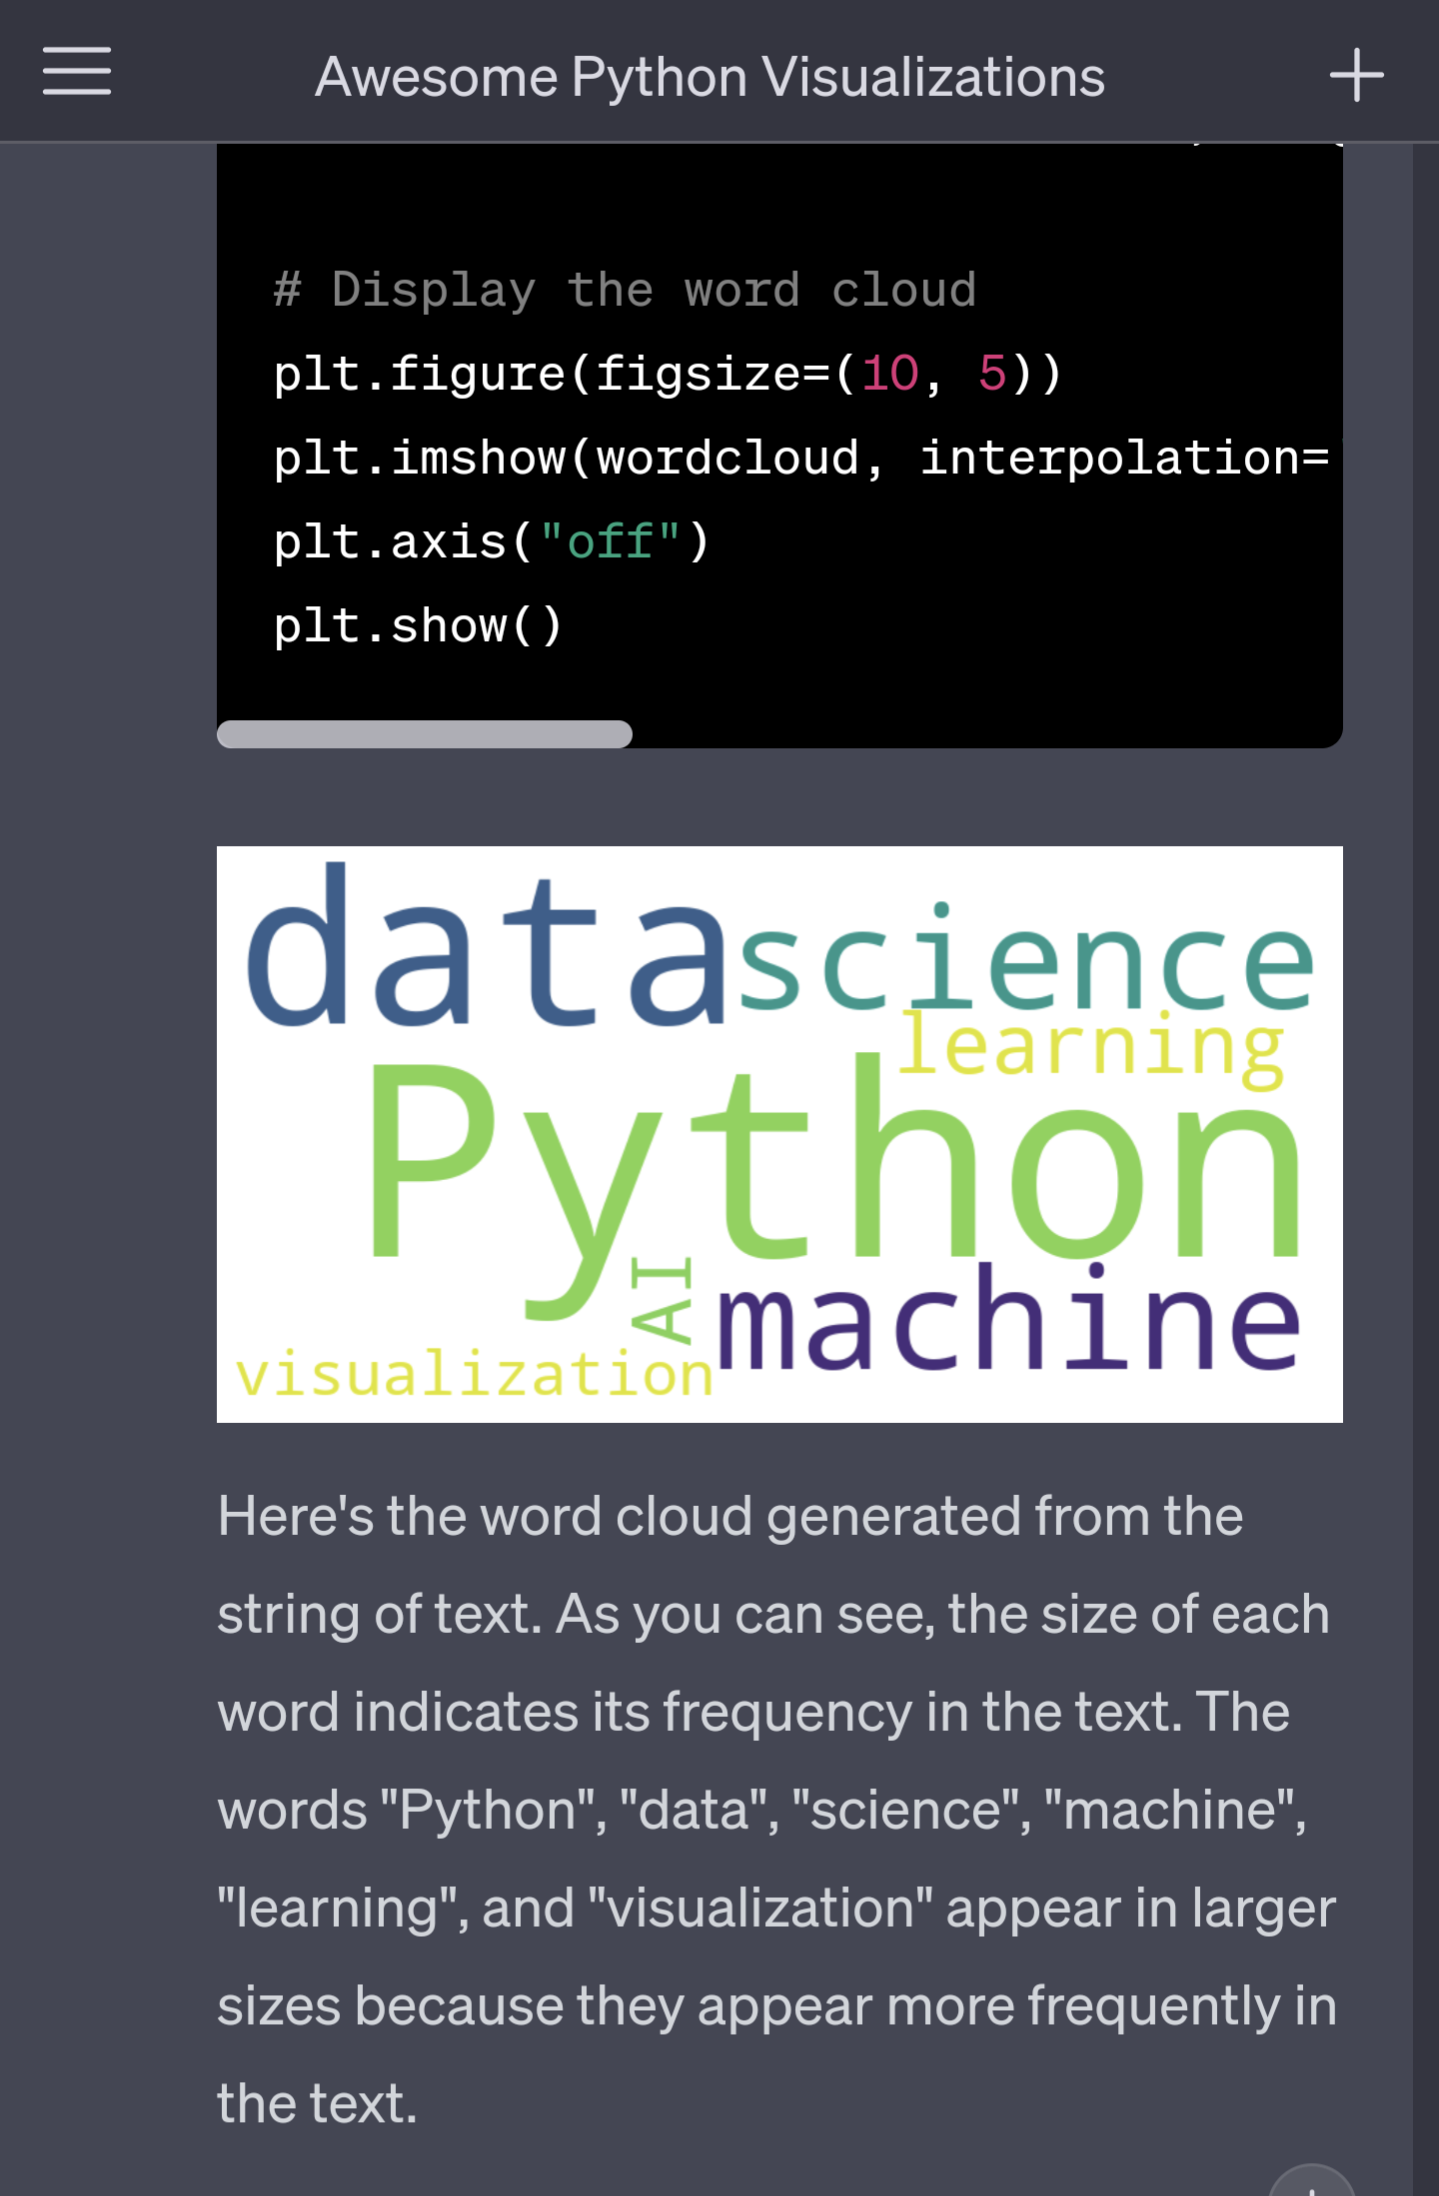 Awesome Python Visualizations
# Display the word cloud
plt.figure(figsize=(10, 5))
plt.imshow(wordcloud, interpolation=
plt.axis("off")
plt.show()
data science
learning
Python
AI
machine
visualization
Here's the word cloud generated from the
string of text. As you can see, the size of each
word indicates its frequency in the text. The
words "Python", "data", "science", "machine",
"learning", and "visualization" appear in larger
sizes because they appear more frequently in
the text.